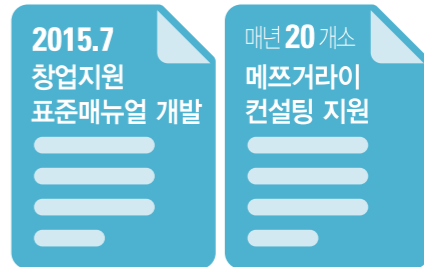 2015.7
창업지원
표준매뉴얼 개발
매년 20 개소
메쯔거라이
컨설팅 지원